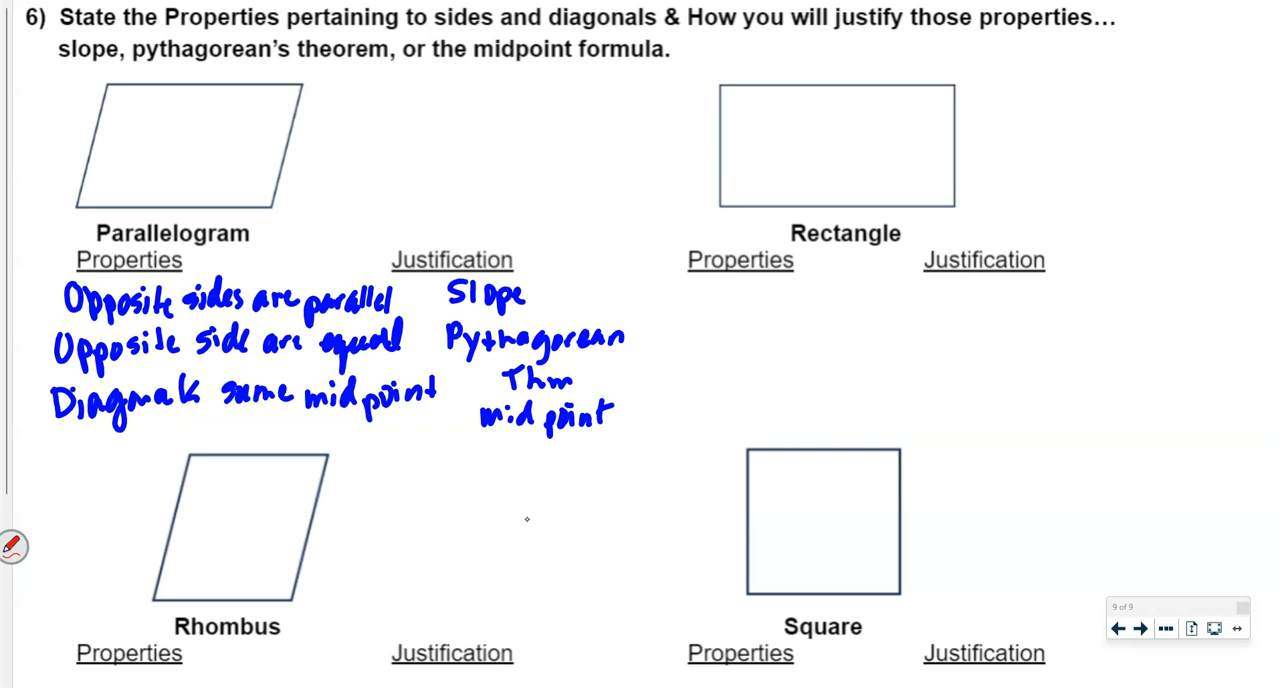 6) State the Properties pertaining to sides and diagonals & How you will justify those properties…
slope, pythagorean's theorem, or the midpoint formula.
Parallelogram
Properties Justification
Opposite sides are parallel Slope
Opposite side are equal Pythagorean
Thm
Diagonals same midpoint midpoint
Rectangle
Properties Justification
Rhombus
Properties Justification
Square
Properties Justification
9 of 9